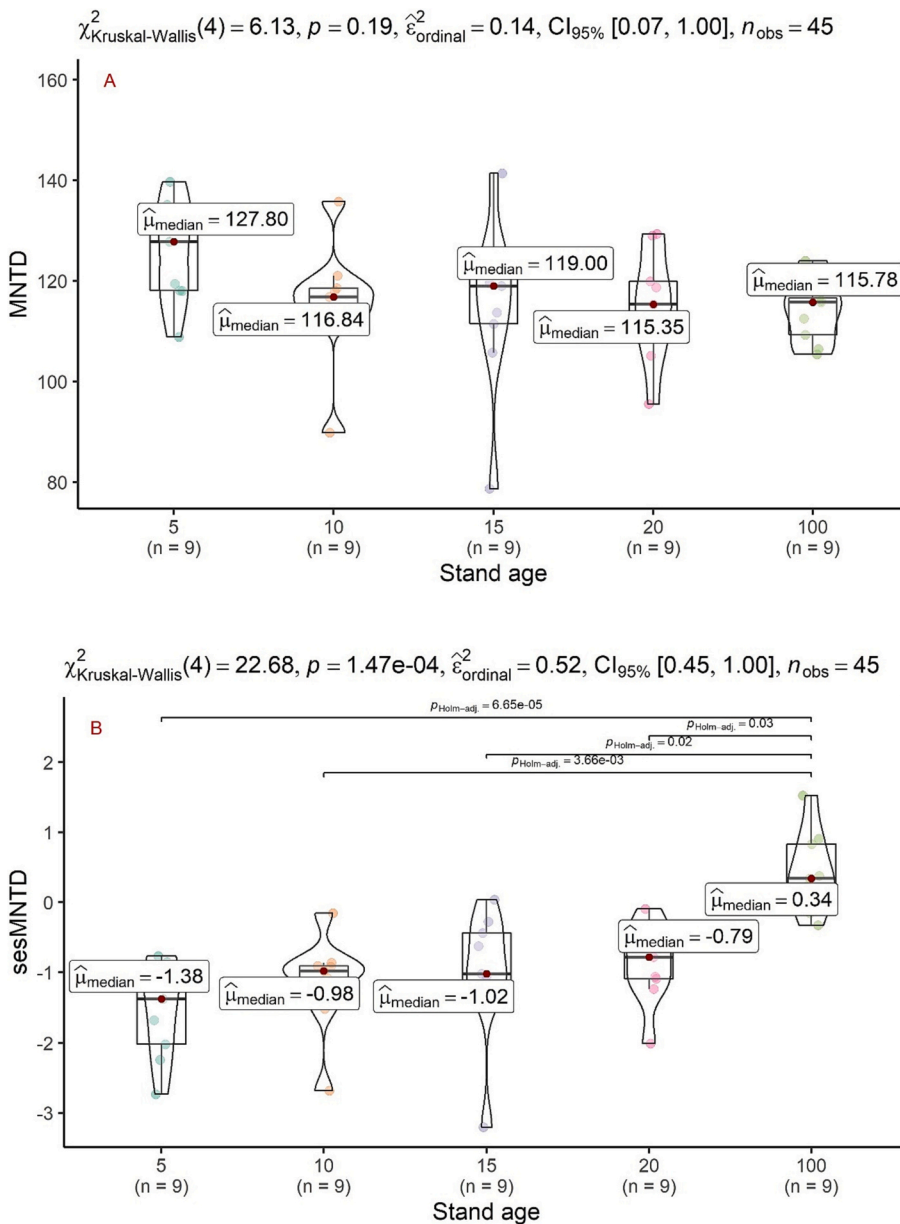 χ²Kruskal-Wallis(4) = 6.13, p = 0.19, ε̂²ordinal = 0.14, CI95% [0.07, 1.00], nobs = 45
A
160
140
120
100
80
MNTD
μ̂median = 127.80
μ̂median = 116.84
μ̂median = 119.00
μ̂median = 115.35
μ̂median = 115.78
5 10 15 20 100
(n = 9) (n = 9) (n = 9) (n = 9) (n = 9)
Stand age
χ²Kruskal-Wallis(4) = 22.68, p = 1.47e-04, ε̂²ordinal = 0.52, CI95% [0.45, 1.00], nobs = 45
B
pHolm-adj. = 6.65e-05
pHolm-adj. = 0.03
pHolm-adj. = 0.02
pHolm-adj. = 3.66e-03
2
1
0
-1
-2
-3
sesMNTD
μ̂median = -1.38
μ̂median = -0.98
μ̂median = -1.02
μ̂median = -0.79
μ̂median = 0.34
5 10 15 20 100
(n = 9) (n = 9) (n = 9) (n = 9) (n = 9)
Stand age